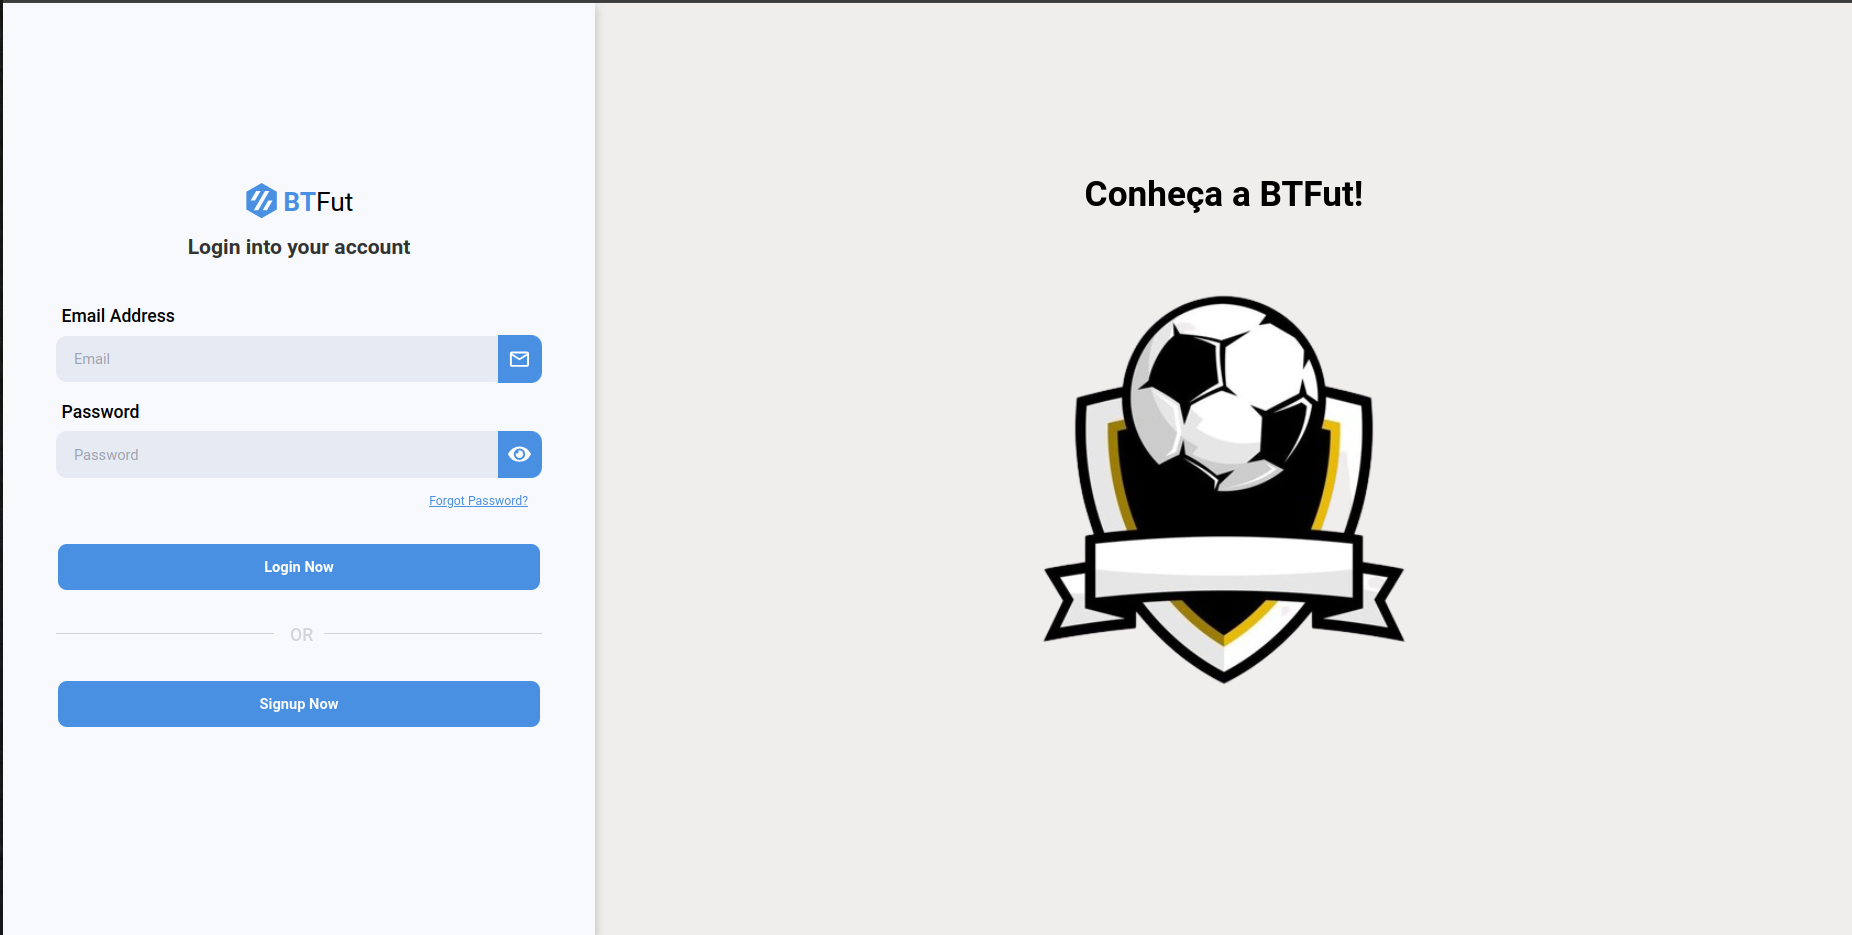 BTFut
Login into your account
Email Address
Email
Password
Password
Forgot Password?
Login Now
OR
Signup Now
Conheça a BTFut!